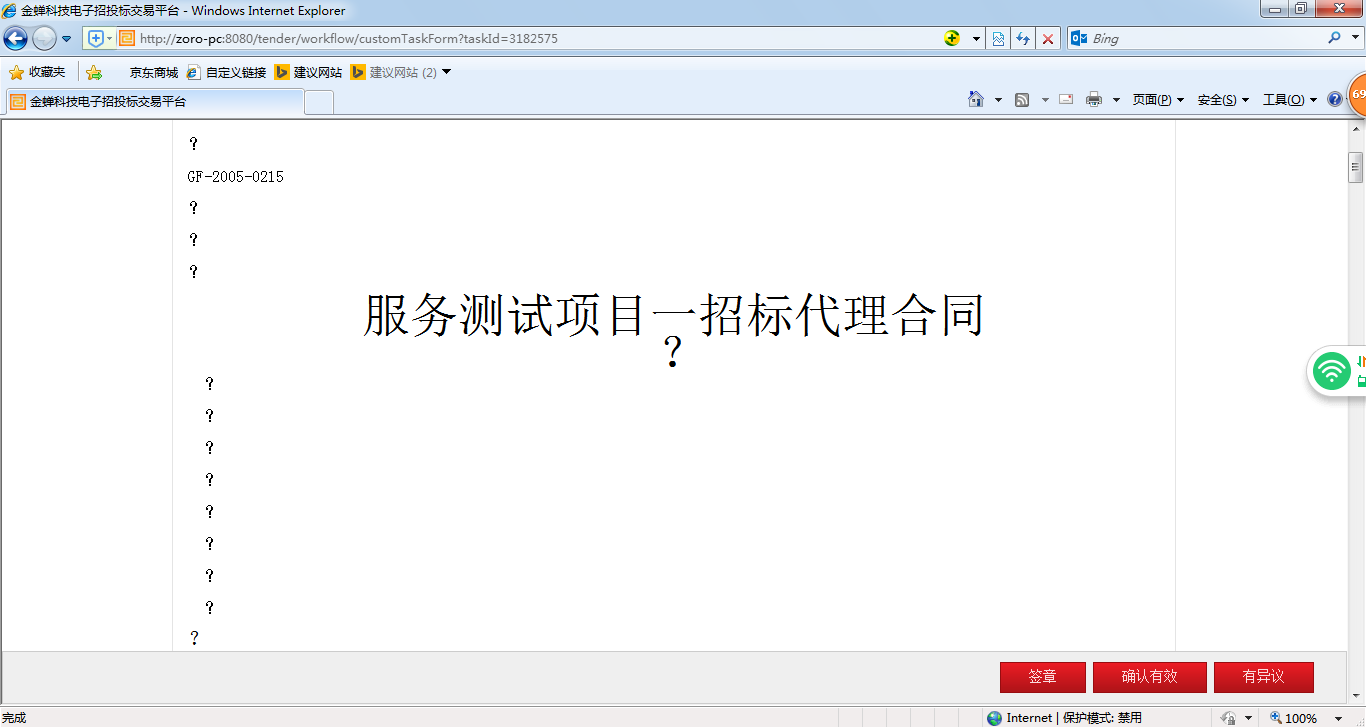 金蝉科技电子招投标交易平台 - Windows Internet Explorer
http://zoro-pc:8080/tender/workflow/customTaskForm?taskId=3182575
Bing
收藏夹 京东商城 自定义链接 建议网站 建议网站 (2)
金蝉科技电子招投标交易平台
页面(P) 安全(S) 工具(O)
69
?
GF-2005-0215
?
?
?
服务测试项目一招标代理合同
?
?
?
?
?
?
?
?
?
?
签章 确认有效 有异议
完成 Internet | 保护模式: 禁用 100%